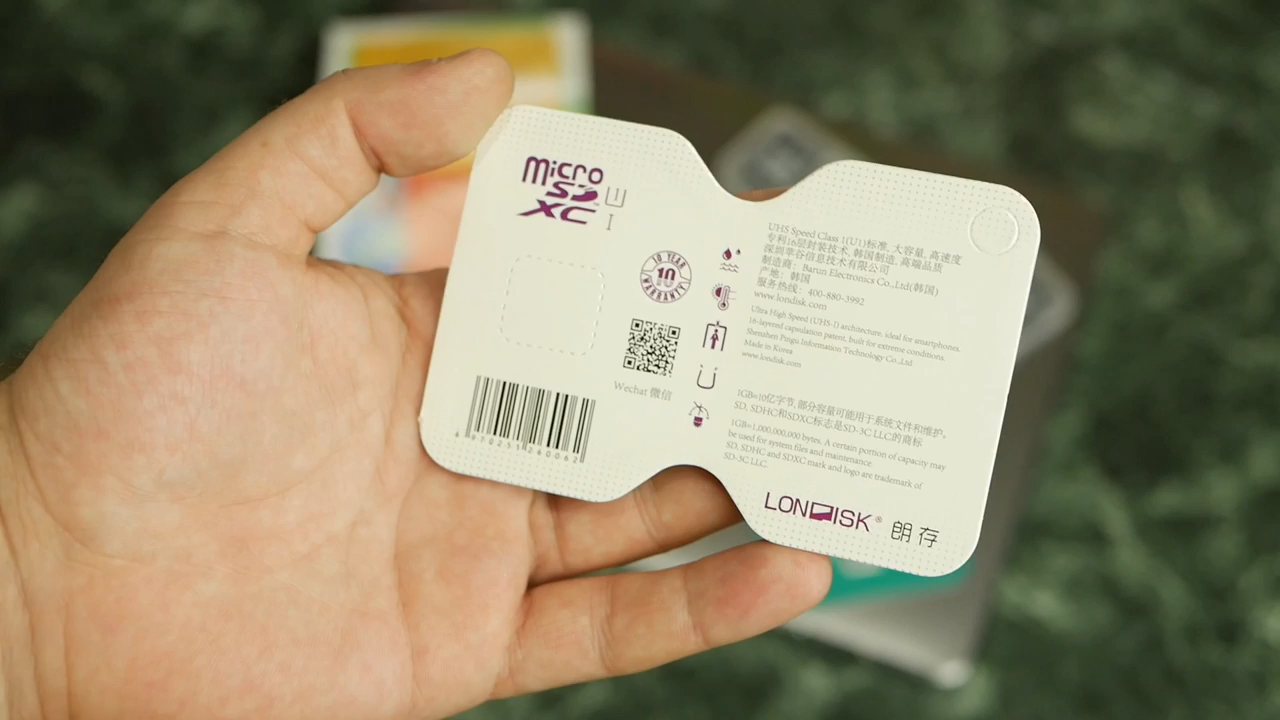 micro
SD
XC
I
10 YEAR
10
WARRANTY
Wechat 微信
6 970255 260062
UHS Speed Class 1(U1)标准, 大容量, 高速度
专利16层封装技术, 韩国制造, 高端品质
深圳苹谷信息技术有限公司
制造商: Barun Electronics Co.,Ltd(韩国)
产地: 韩国
服务热线: 400-880-3992
www.londisk.com
Ultra High Speed (UHS-I) architecture, ideal for smartphones.
16-layered capsulation patent, built for extreme conditions.
Shenzhen Pingu Information Technology Co.,Ltd
Made in Korea
www.londisk.com
1GB=10亿字节, 部分容量可能用于系统文件和维护。
SD, SDHC和SDXC标志是SD-3C LLC的商标
1GB=1,000,000,000 bytes. A certain portion of capacity may
be used for system files and maintenance.
SD, SDHC and SDXC mark and logo are trademark of
SD-3C LLC.
LONDISK® 朗存